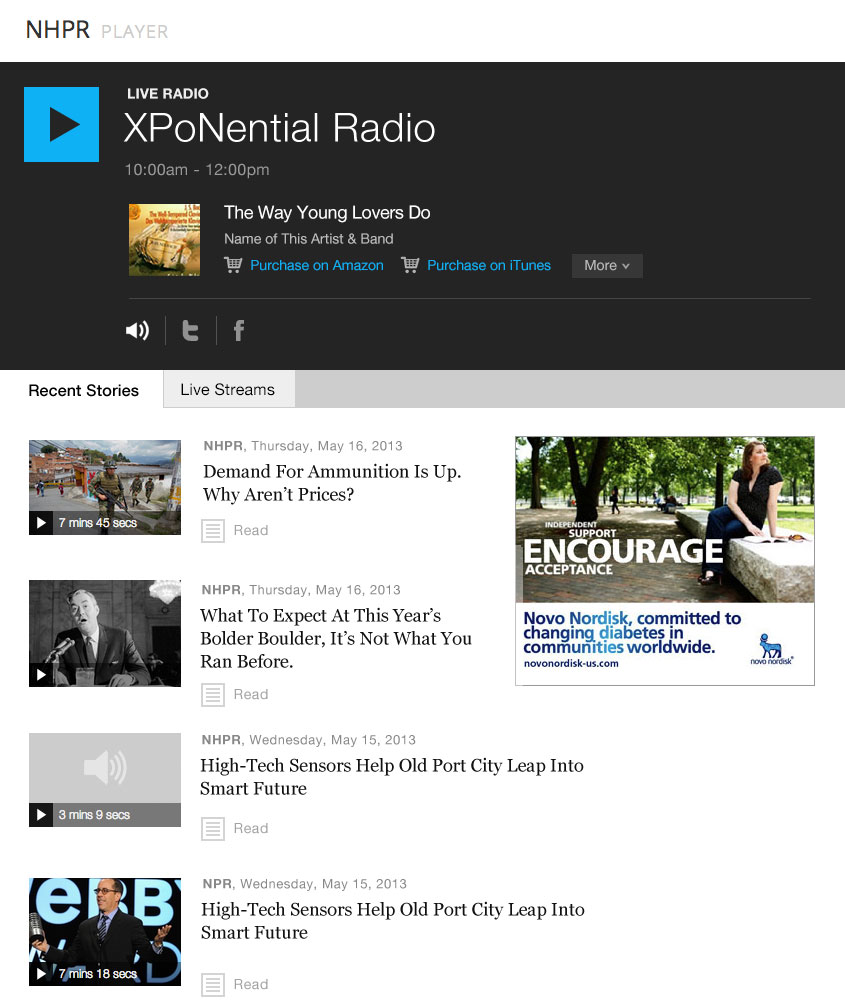 NHPR PLAYER
LIVE RADIO
XPoNential Radio
10:00am - 12:00pm
The Way Young Lovers Do
Name of This Artist & Band
Purchase on Amazon
Purchase on iTunes
More
Recent Stories
Live Streams
7 mins 45 secs
NHPR, Thursday, May 16, 2013
Demand For Ammunition Is Up.
Why Aren’t Prices?
Read
INDEPENDENT
SUPPORT
ENCOURAGE
ACCEPTANCE
Novo Nordisk, committed to
changing diabetes in
communities worldwide.
novonordisk-us.com
novo nordisk®
NHPR, Thursday, May 16, 2013
What To Expect At This Year’s
Bolder Boulder, It’s Not What You
Ran Before.
Read
3 mins 9 secs
NHPR, Wednesday, May 15, 2013
High-Tech Sensors Help Old Port City Leap Into
Smart Future
Read
7 mins 18 secs
NPR, Wednesday, May 15, 2013
High-Tech Sensors Help Old Port City Leap Into
Smart Future
Read